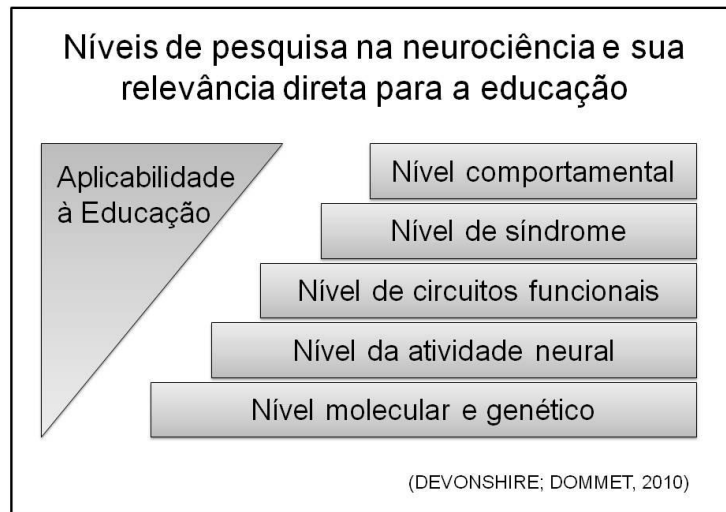 Níveis de pesquisa na neurociência e sua
relevância direta para a educação
Aplicabilidade
à Educação
Nível comportamental
Nível de síndrome
Nível de circuitos funcionais
Nível da atividade neural
Nível molecular e genético
(DEVONSHIRE; DOMMET, 2010)